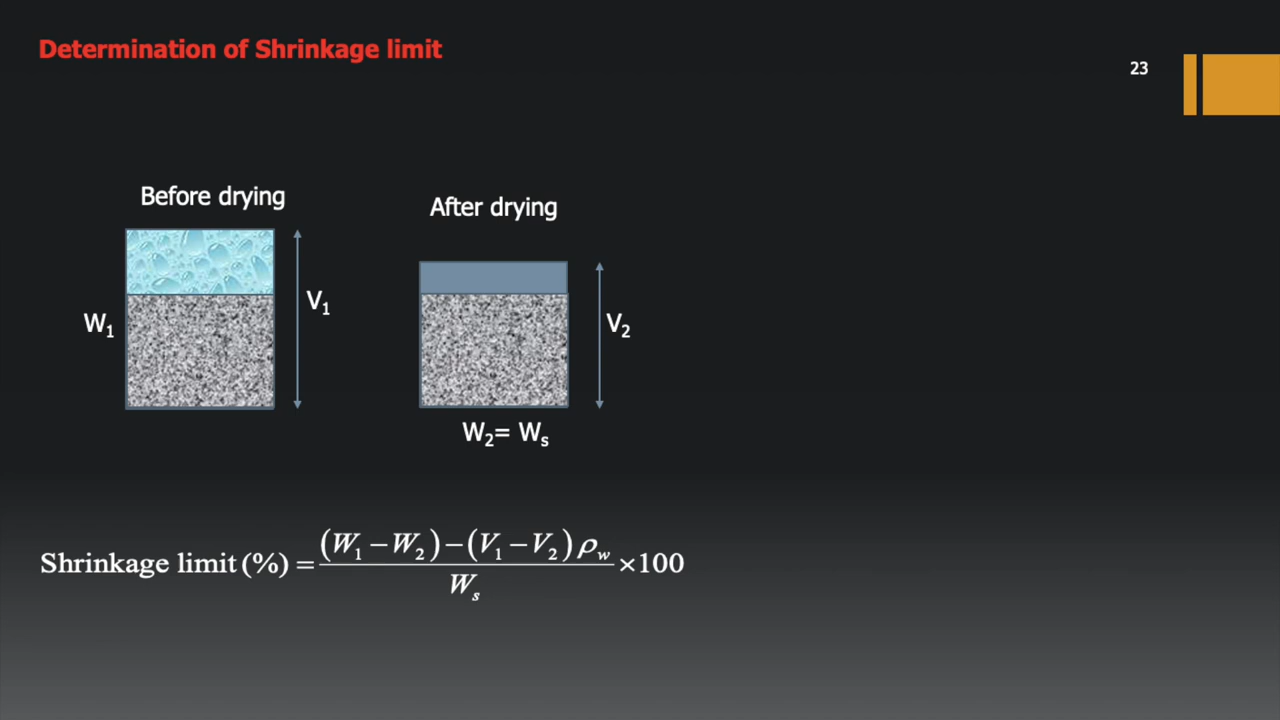 Determination of Shrinkage limit
23
Before drying
After drying
W₁
V₁
V₂
W₂= Wₛ
Shrinkage limit (%) = (W₁ − W₂) − (V₁ − V₂) ρ_w / Wₛ × 100